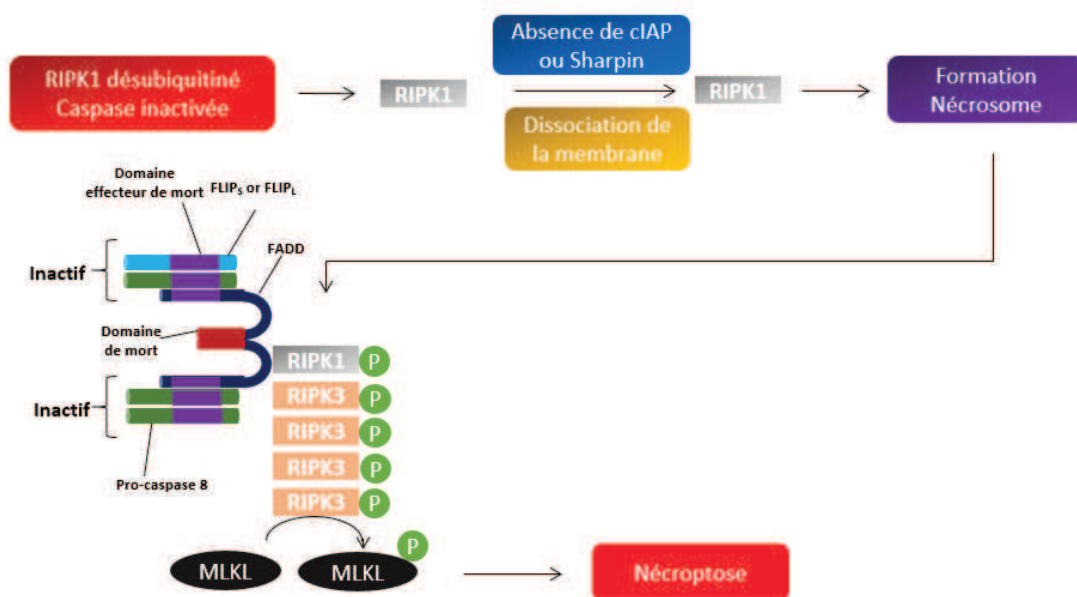 RIPK1 désubiquitiné
Caspase inactivée
RIPK1
Absence de cIAP
ou Sharpin
Dissociation de
la membrane
RIPK1
Formation
Nécrosome
Domaine
effecteur de mort
FLIPS or FLIPL
FADD
Inactif
Domaine
de mort
Inactif
Pro-caspase 8
RIPK1 P
RIPK3 P
RIPK3 P
RIPK3 P
RIPK3 P
P
MLKL
MLKL
Nécroptose